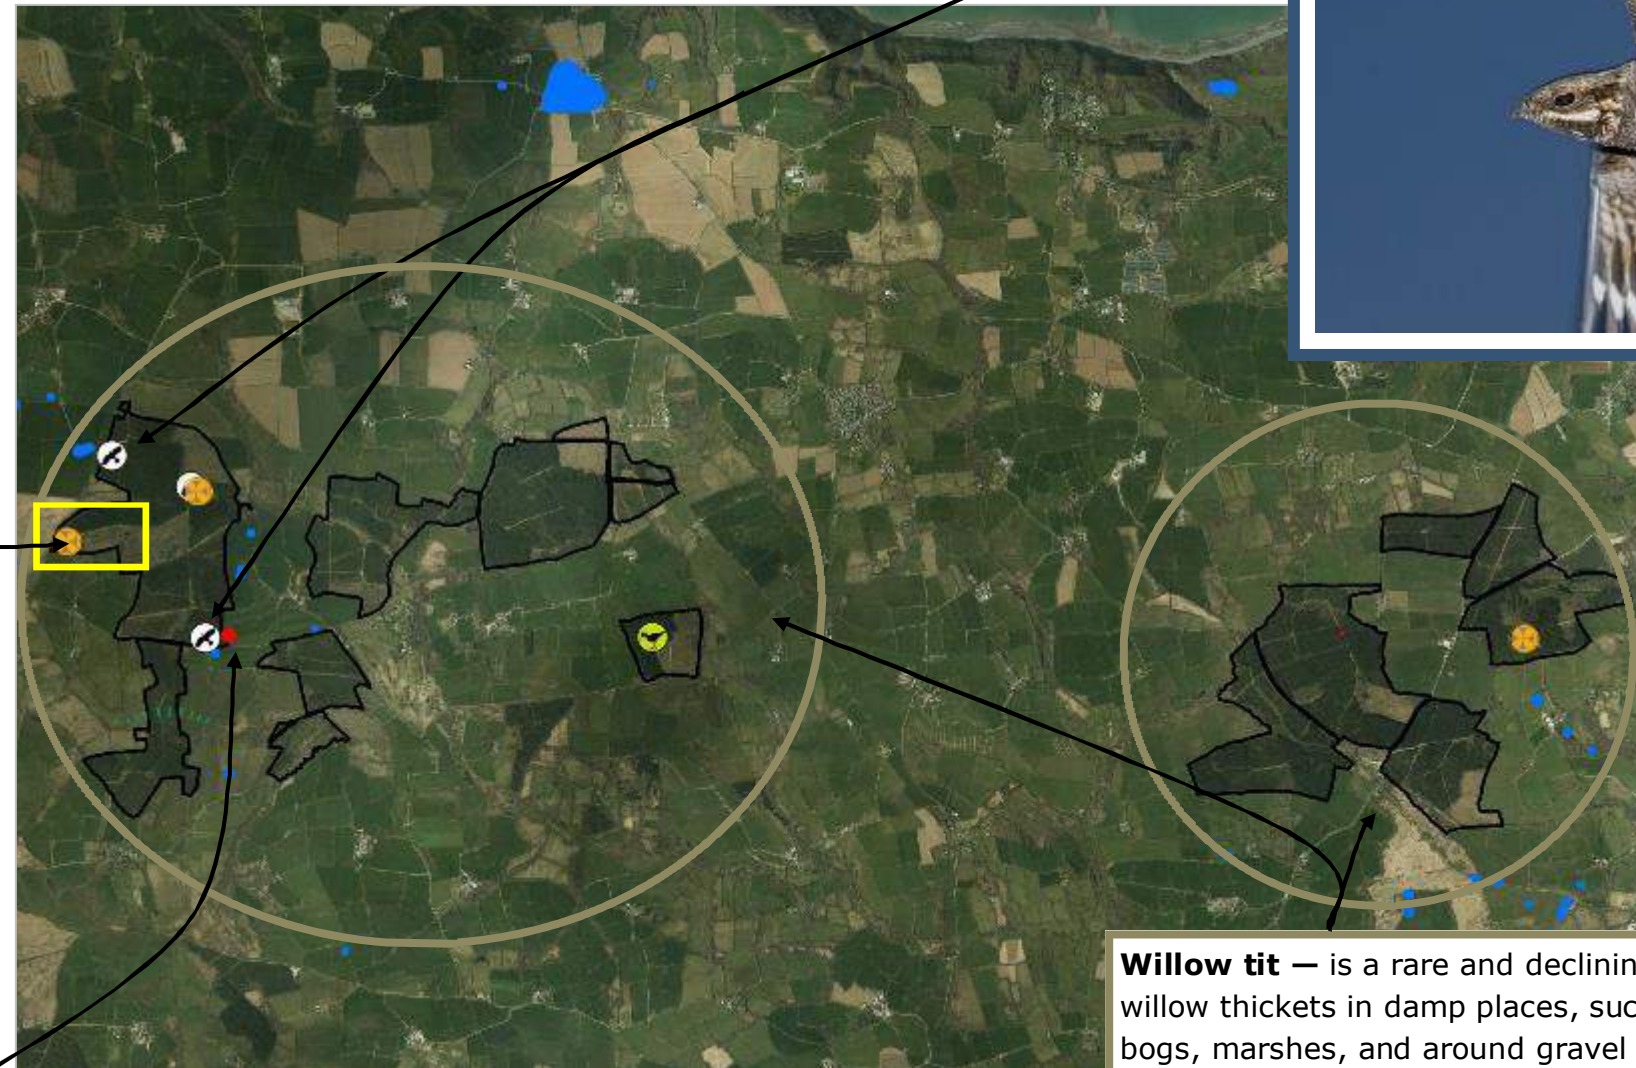 Willow tit — is a rare and declinin
willow thickets in damp places, suc
bogs, marshes, and around gravel